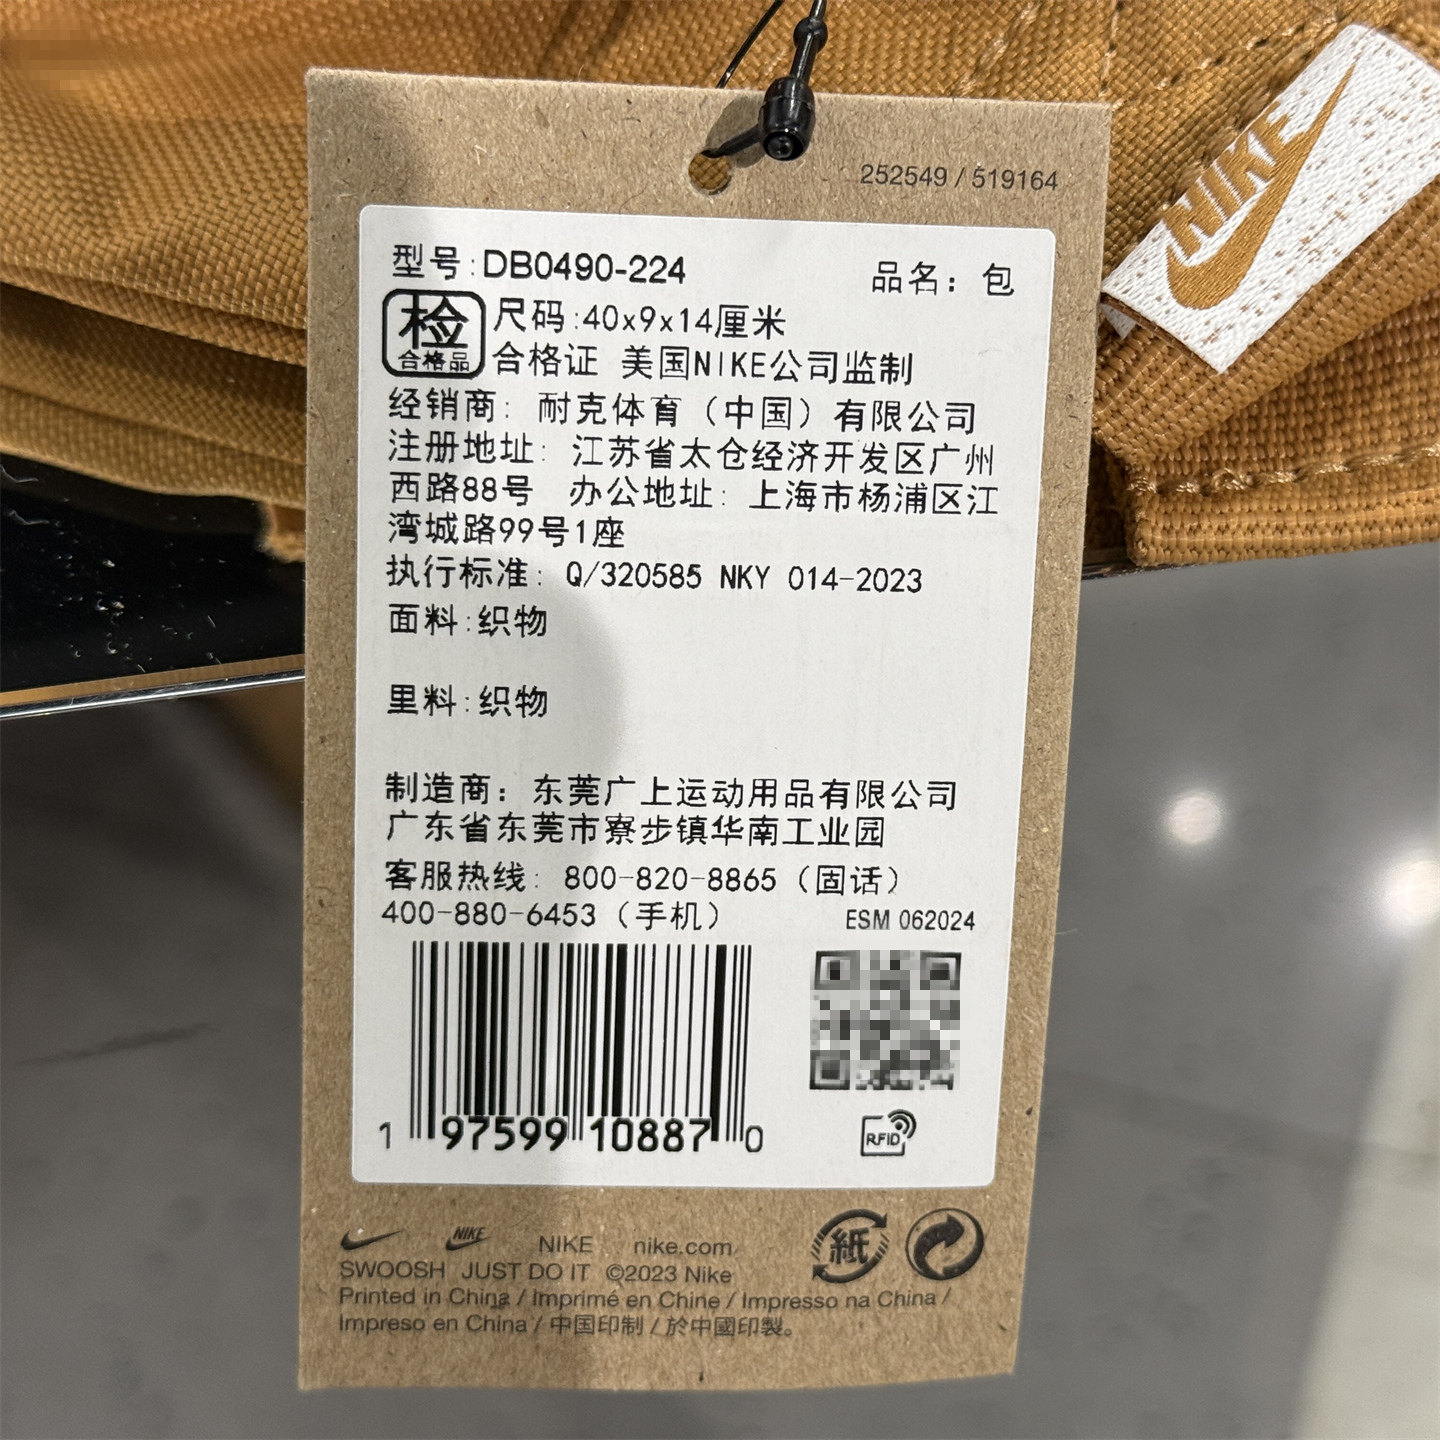 NIKE
252549 / 519164
型号:DB0490-224
品名：包
检
合格品
尺码:40x9x14厘米
合格证 美国NIKE公司监制
经销商：耐克体育（中国）有限公司
注册地址：江苏省太仓经济开发区广州
西路88号 办公地址：上海市杨浦区江
湾城路99号1座
执行标准：Q/320585 NKY 014-2023
面料:织物
里料:织物
制造商：东莞广上运动用品有限公司
广东省东莞市寮步镇华南工业园
客服热线：800-820-8865（固话）
400-880-6453（手机）
ESM 062024
1 97599 10887 0
RFID
NIKE NIKE nike.com
紙
SWOOSH JUST DO IT ©2023 Nike
Printed in China / Imprimé en Chine / Impresso na China /
Impreso en China / 中国印制 / 於中國印製。